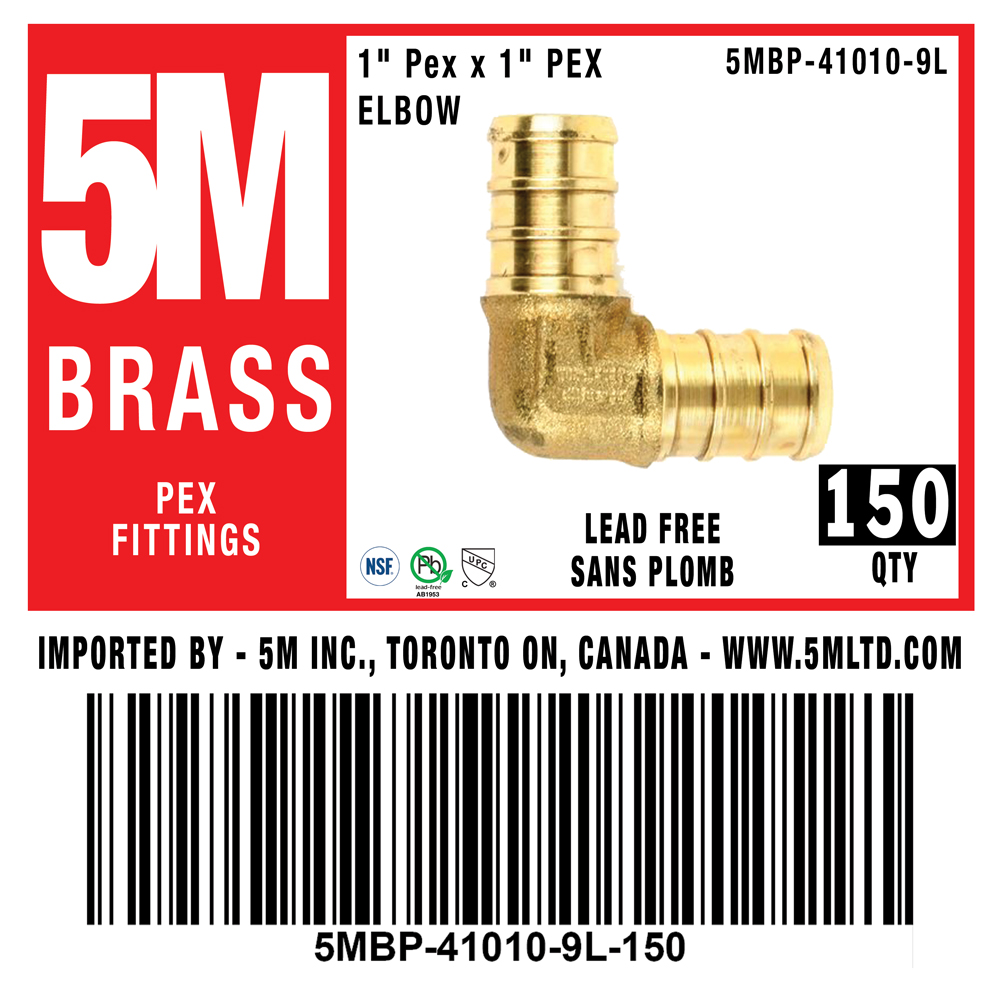 5M
BRASS
PEX
FITTINGS
1" Pex x 1" PEX
ELBOW
5MBP-41010-9L
LEAD FREE
SANS PLOMB
150
QTY
NSF.
Pb
lead-free
AB1953
UPC
C ®
IMPORTED BY - 5M INC., TORONTO ON, CANADA - WWW.5MLTD.COM
5MBP-41010-9L-150